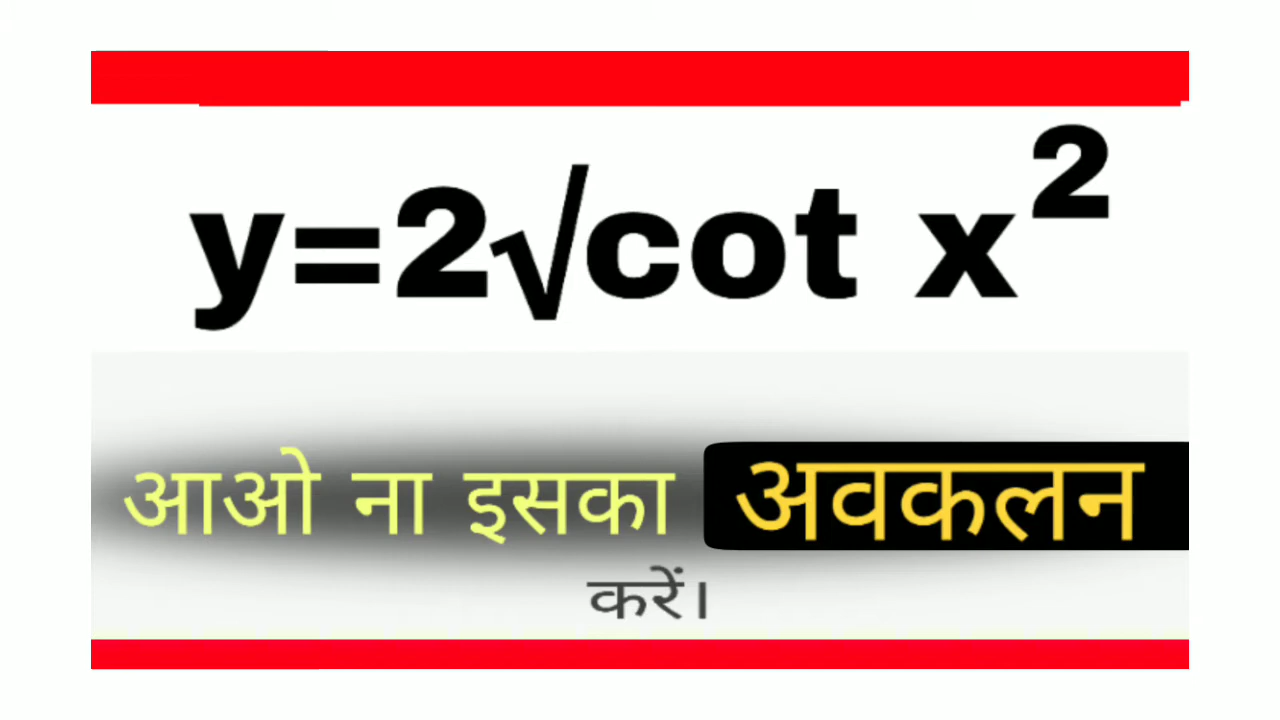 y=2√cot x²
आओ ना इसका अवकलन
करें।